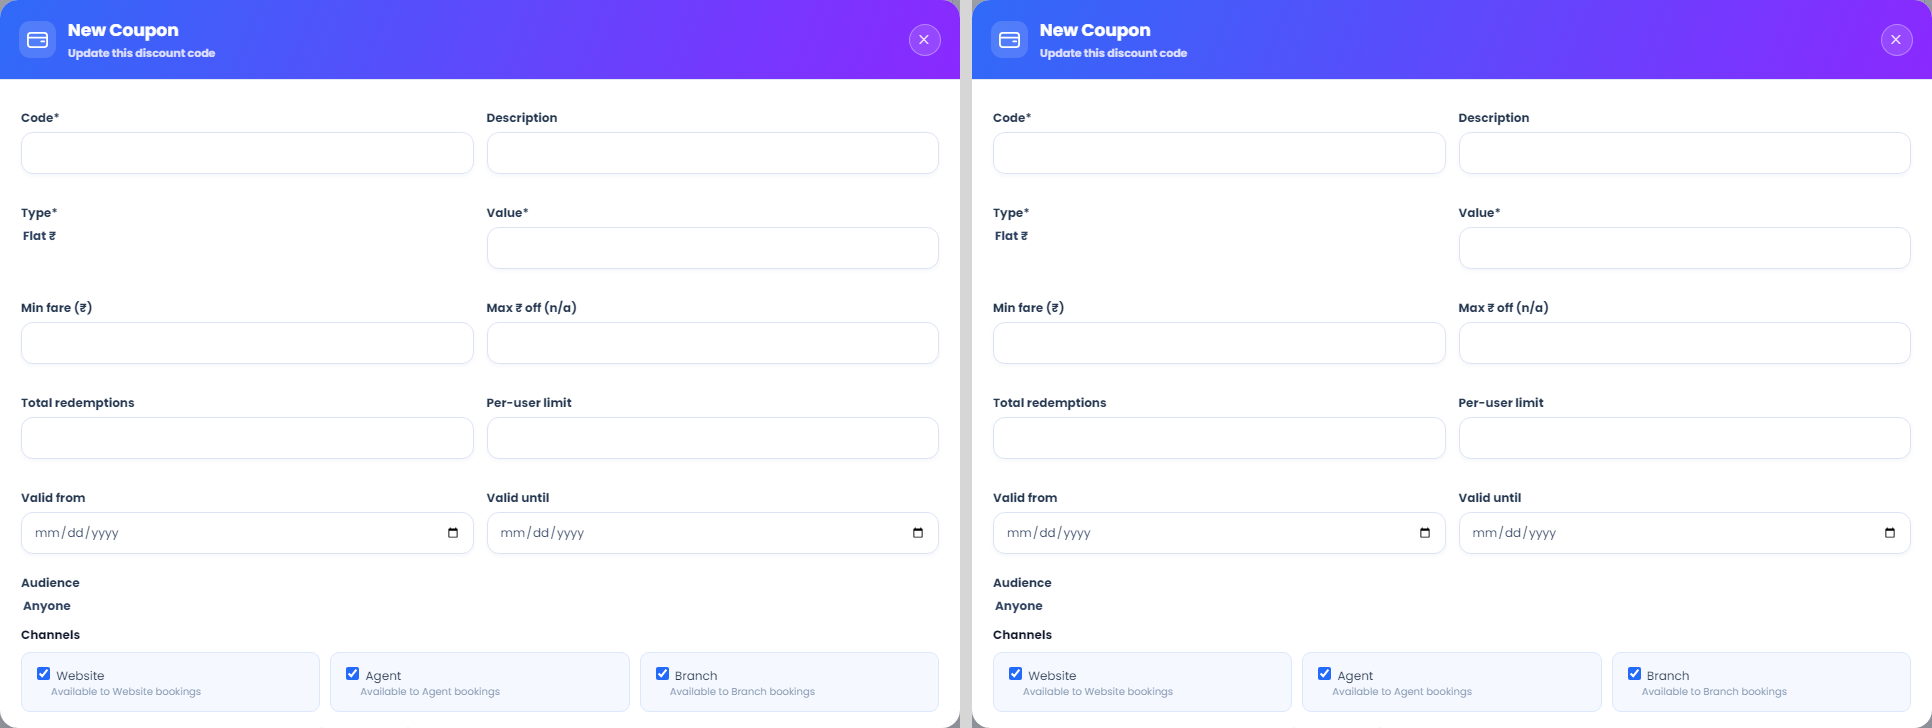 New Coupon
Update this discount code
Code*
Description
Type*
Flat ₹
Value*
Min fare (₹)
Max ₹ off (n/a)
Total redemptions
Per-user limit
Valid from
Valid until
mm/dd/yyyy
mm/dd/yyyy
Audience
Anyone
Channels
Website
Available to Website bookings
Agent
Available to Agent bookings
Branch
Available to Branch bookings
New Coupon
Update this discount code
Code*
Description
Type*
Flat ₹
Value*
Min fare (₹)
Max ₹ off (n/a)
Total redemptions
Per-user limit
Valid from
Valid until
mm/dd/yyyy
mm/dd/yyyy
Audience
Anyone
Channels
Website
Available to Website bookings
Agent
Available to Agent bookings
Branch
Available to Branch bookings